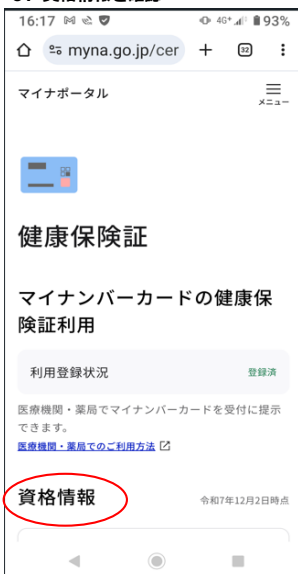 16:17 4G+ 93%
myna.go.jp/cer + 32
マイナポータル
メニュー
健康保険証
マイナンバーカードの健康保
険証利用
利用登録状況 登録済
医療機関・薬局でマイナンバーカードを受付に提示
できます。
医療機関・薬局でのご利用方法
資格情報 令和7年12月2日時点